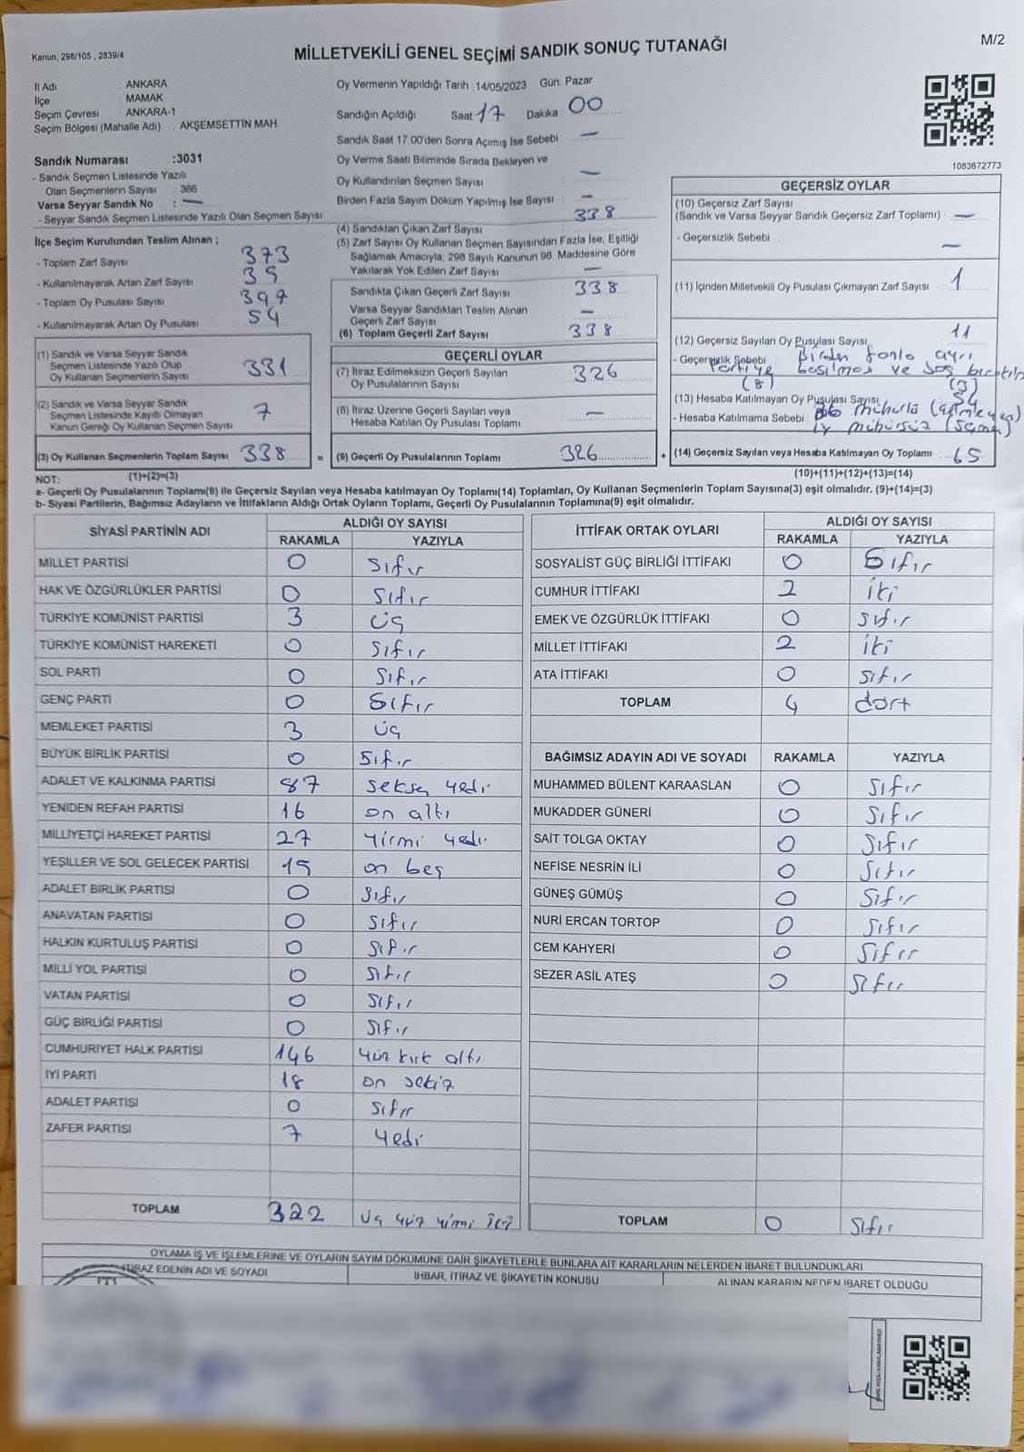 Kanun, 298/105 , 2839/4
MİLLETVEKİLİ GENEL SEÇİMİ SANDIK SONUÇ TUTANAĞI
M/2
İl Adı ANKARA
İlçe MAMAK
Seçim Çevresi ANKARA-1
Seçim Bölgesi (Mahalle Adı) AKŞEMSETTİN MAH
Sandık Numarası :3031
- Sandık Seçmen Listesinde Yazılı
Olan Seçmenlerin Sayısı : 366
Varsa Seyyar Sandık No : —
- Seyyar Sandık Seçmen Listesinde Yazılı Olan Seçmen Sayısı
İlçe Seçim Kurulundan Teslim Alınan ;
- Toplam Zarf Sayısı 373
- Kullanılmayarak Artan Zarf Sayısı 35
- Toplam Oy Pusulası Sayısı 397
- Kullanılmayarak Artan Oy Pusulası 54
Oy Vermenin Yapıldığı Tarih :14/05/2023 Gün: Pazar
Sandığın Açıldığı Saat 17 Dakika 00
Sandık Saat 17.00'den Sonra Açımış İse Sebebi —
Oy Verme Saati Bitiminde Sırada Bekleyen ve
Oy Kullandırılan Seçmen Sayısı —
Birden Fazla Sayım Döküm Yapılmış İse Sayısı —
(4) Sandıktan Çıkan Zarf Sayısı 338
(5) Zarf Sayısı Oy Kullanan Seçmen Sayısından Fazla İse, Eşitliği
Sağlamak Amacıyla; 298 Sayılı Kanunun 98. Maddesine Göre
Yakılarak Yok Edilen Zarf Sayısı —
Sandıkta Çıkan Geçerli Zarf Sayısı 338
Varsa Seyyar Sandıktan Teslim Alınan
Geçerli Zarf Sayısı —
(6) Toplam Geçerli Zarf Sayısı 338
1083672773
GEÇERSİZ OYLAR
(10) Geçersiz Zarf Sayısı
(Sandık ve Varsa Seyyar Sandık Geçersiz Zarf Toplamı) —
- Geçersizlik Sebebi —
(11) İçinden Milletvekili Oy Pusulası Çıkmayan Zarf Sayısı 1
(12) Geçersiz Sayılan Oy Pusulası Sayısı 11
- Geçersizlik Sebebi Birden fazla ayrı
Partiye basılması ve boş bırakılm
(8) (3)
(13) Hesaba Katılmayan Oy Pusulası Sayısı 54
- Hesaba Katılmama Sebebi mühürlü
mühürsüz (seçmen)
(14) Geçersiz Sayılan veya Hesaba Katılmayan Oy Toplamı 65
(10)+(11)+(12)+(13)=(14)
(1) Sandık ve Varsa Seyyar Sandık
Seçmen Listesinde Yazılı Olup
Oy Kullanan Seçmenlerin Sayısı 331
(2) Sandık ve Varsa Seyyar Sandık
Seçmen Listesinde Kayıtlı Olmayan
Kanun Gereği Oy Kullanan Seçmen Sayısı 7
(3) Oy Kullanan Seçmenlerin Toplam Sayısı 338 =
(1)+(2)=(3)
GEÇERLİ OYLAR
(7) İtiraz Edilmeksizin Geçerli Sayılan
Oy Pusulalarının Sayısı 326
(8) İtiraz Üzerine Geçerli Sayılan veya
Hesaba Katılan Oy Pusulası Toplamı —
(9) Geçerli Oy Pusulalarının Toplamı 326 +
NOT:
a- Geçerli Oy Pusulalarının Toplamı(9) ile Geçersiz Sayılan veya Hesaba katılmayan Oy Toplamı(14) Toplamları, Oy Kullanan Seçmenlerin Toplam Sayısına(3) eşit olmalıdır. (9)+(14)=(3)
b- Siyasi Partilerin, Bağımsız Adayların ve İttifakların Aldığı Ortak Oyların Toplamı, Geçerli Oy Pusulalarının Toplamına(9) eşit olmalıdır.
SİYASİ PARTİNİN ADI ALDIĞI OY SAYISI
RAKAMLA YAZIYLA
MİLLET PARTİSİ 0 Sıfır
HAK VE ÖZGÜRLÜKLER PARTİSİ 0 Sıfır
TÜRKİYE KOMÜNİST PARTİSİ 3 üç
TÜRKİYE KOMÜNİST HAREKETİ 0 Sıfır
SOL PARTİ 0 Sıfır
GENÇ PARTİ 0 Sıfır
MEMLEKET PARTİSİ 3 üç
BÜYÜK BİRLİK PARTİSİ 0 Sıfır
ADALET VE KALKINMA PARTİSİ 87 seksen yedi
YENİDEN REFAH PARTİSİ 16 on altı
MİLLİYETÇİ HAREKET PARTİSİ 27 yirmi yedi
YEŞİLLER VE SOL GELECEK PARTİSİ 15 on beş
ADALET BİRLİK PARTİSİ 0 Sıfır
ANAVATAN PARTİSİ 0 Sıfır
HALKIN KURTULUŞ PARTİSİ 0 Sıfır
MİLLİ YOL PARTİSİ 0 Sıfır
VATAN PARTİSİ 0 Sıfır
GÜÇ BİRLİĞİ PARTİSİ 0 Sıfır
CUMHURİYET HALK PARTİSİ 146 yüz kırk altı
İYİ PARTİ 18 on sekiz
ADALET PARTİSİ 0 Sıfır
ZAFER PARTİSİ 7 yedi
TOPLAM 322 üç yüz yirmi iki
İTTİFAK ORTAK OYLARI ALDIĞI OY SAYISI
RAKAMLA YAZIYLA
SOSYALİST GÜÇ BİRLİĞİ İTTİFAKI 0 Sıfır
CUMHUR İTTİFAKI 2 iki
EMEK VE ÖZGÜRLÜK İTTİFAKI 0 Sıfır
MİLLET İTTİFAKI 2 iki
ATA İTTİFAKI 0 Sıfır
TOPLAM 4 dört
BAĞIMSIZ ADAYIN ADI VE SOYADI RAKAMLA YAZIYLA
MUHAMMED BÜLENT KARAASLAN 0 Sıfır
MUKADDER GÜNERİ 0 Sıfır
SAİT TOLGA OKTAY 0 Sıfır
NEFİSE NESRİN İLİ 0 Sıfır
GÜNEŞ GÜMÜŞ 0 Sıfır
NURİ ERCAN TORTOP 0 Sıfır
CEM KAHYERİ 0 Sıfır
SEZER ASİL ATEŞ 0 Sıfır
TOPLAM 0 Sıfır
OYLAMA İŞ VE İŞLEMLERİNE VE OYLARIN SAYIM DÖKÜMÜNE DAİR ŞİKAYETLERLE BUNLARA AİT KARARLARIN NELERDEN İBARET BULUNDUKLARI
İTİRAZ EDENİN ADI VE SOYADI İHBAR, İTİRAZ VE ŞİKAYETİN KONUSU ALINAN KARARIN NEDEN İBARET OLDUĞU